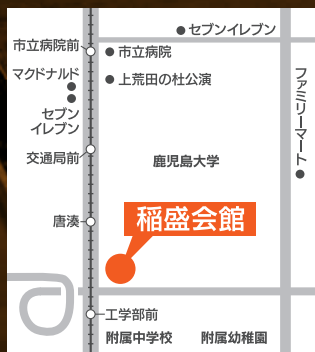 セブンイレブン
市立病院前
市立病院
マクドナルド
上荒田の杜公演
セブン
イレブン
ファミリーマート
交通局前
鹿児島大学
唐湊
稲盛会館
工学部前
附属中学校
附属幼稚園